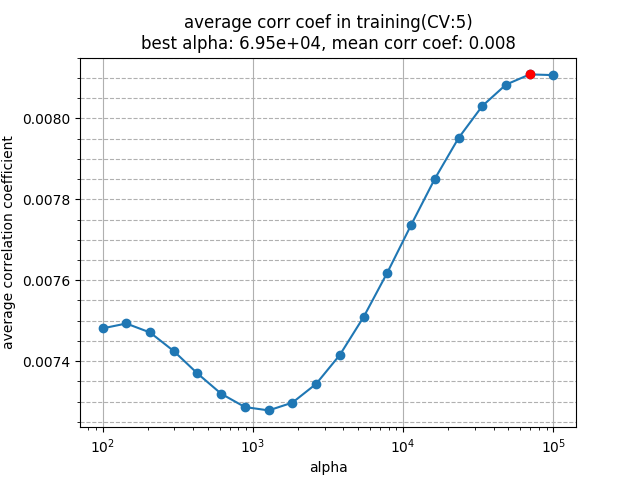 average corr coef in training(CV:5)
best alpha: 6.95e+04, mean corr coef: 0.008
average correlation coefficient
0.0080
0.0078
0.0076
0.0074
10²
10³
10⁴
10⁵
alpha